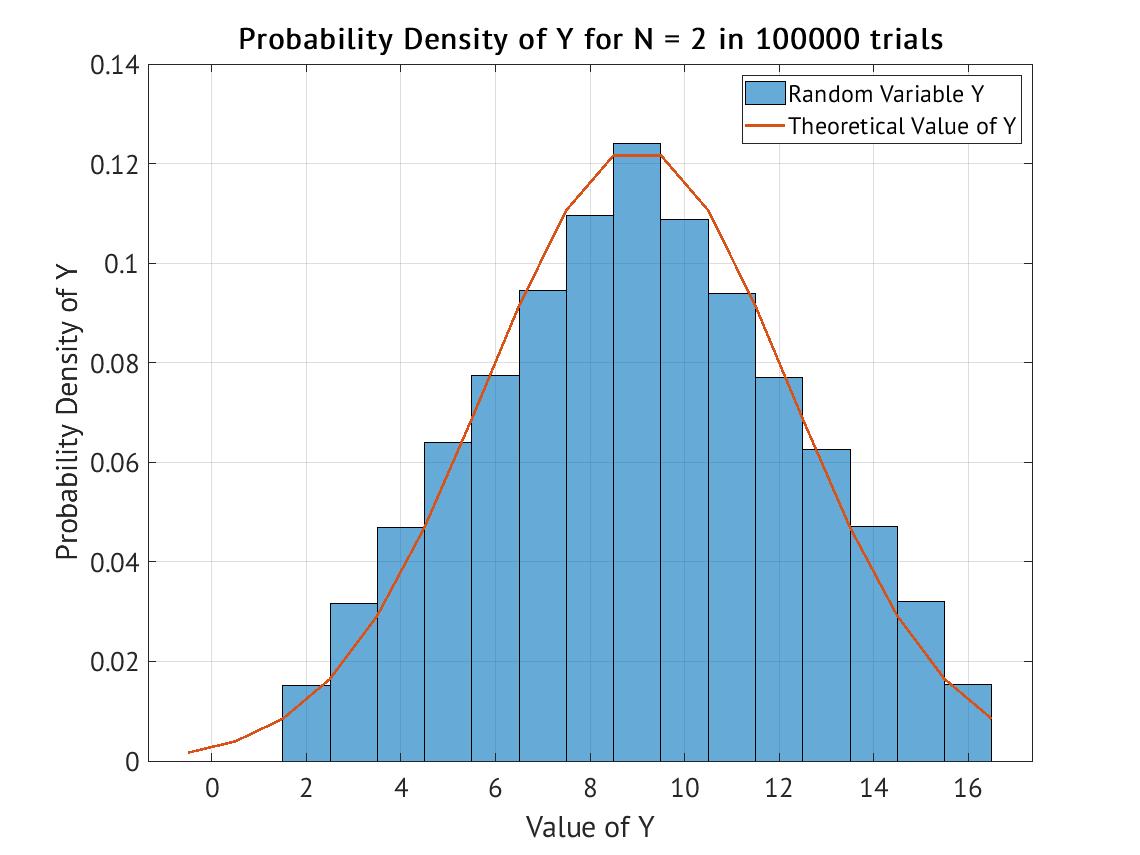 Probability Density of Y for N = 2 in 100000 trials
Random Variable Y
Theoretical Value of Y
Probability Density of Y
0.14
0.12
0.1
0.08
0.06
0.04
0.02
0
0 2 4 6 8 10 12 14 16
Value of Y